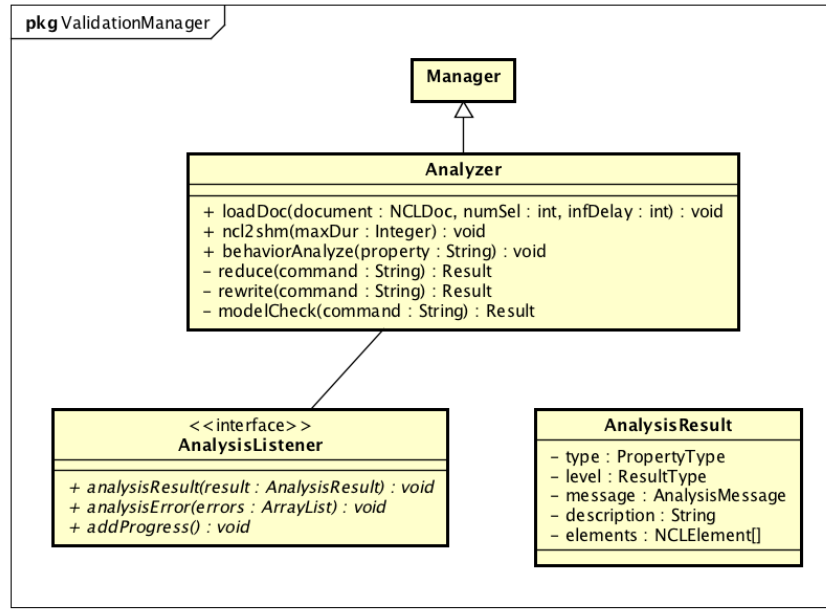 pkg ValidationManager
Manager
Analyzer
+ loadDoc(document : NCLDoc, numSel : int, infDelay : int) : void
+ ncl2shm(maxDur : Integer) : void
+ behaviorAnalyze(property : String) : void
- reduce(command : String) : Result
- rewrite(command : String) : Result
- modelCheck(command : String) : Result
<<interface>>
AnalysisListener
+ analysisResult(result : AnalysisResult) : void
+ analysisError(errors : ArrayList) : void
+ addProgress() : void
AnalysisResult
- type : PropertyType
- level : ResultType
- message : AnalysisMessage
- description : String
- elements : NCLElement[]